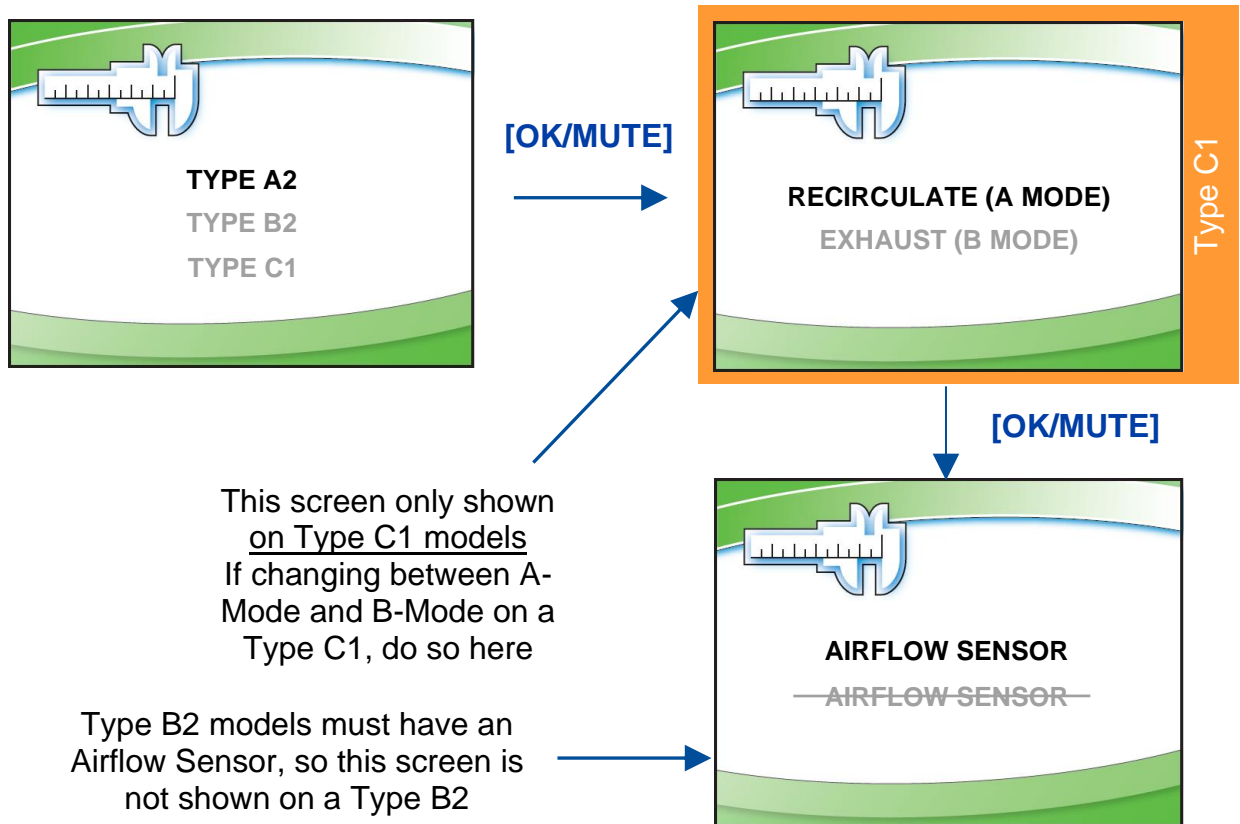 TYPE A2
TYPE B2
TYPE C1
[OK/MUTE]
RECIRCULATE (A MODE)
EXHAUST (B MODE)
Type C1
[OK/MUTE]
This screen only shown
on Type C1 models
If changing between A-
Mode and B-Mode on a
Type C1, do so here
AIRFLOW SENSOR
AIRFLOW SENSOR
Type B2 models must have an
Airflow Sensor, so this screen is
not shown on a Type B2